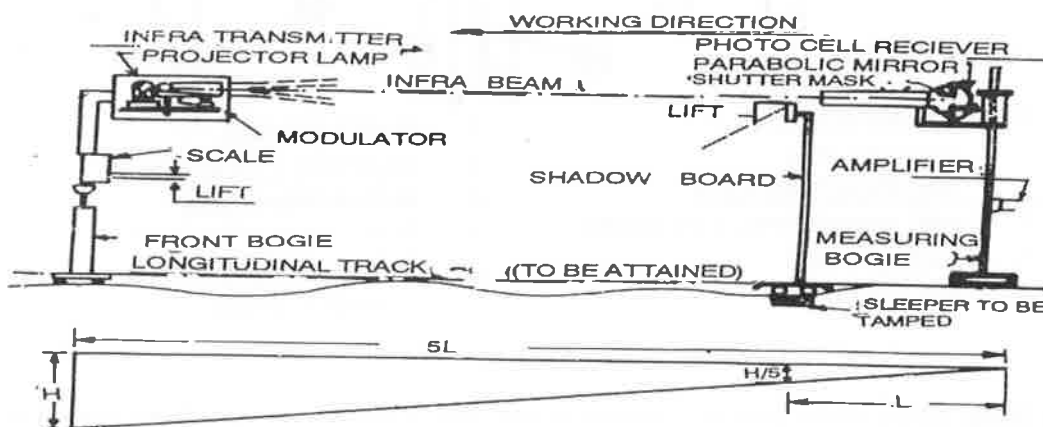 WORKING DIRECTION
INFRA TRANSMITTER
PROJECTOR LAMP
PHOTO CELL RECIEVER
PARABOLIC MIRROR
SHUTTER MASK
INFRA BEAM
LIFT
MODULATOR
SCALE
SHADOW BOARD
AMPLIFIER
LIFT
FRONT BOGIE
MEASURING
BOGIE
LONGITUDINAL TRACK
(TO BE ATTAINED)
SLEEPER TO BE
TAMPED
5L
H
H/5
L